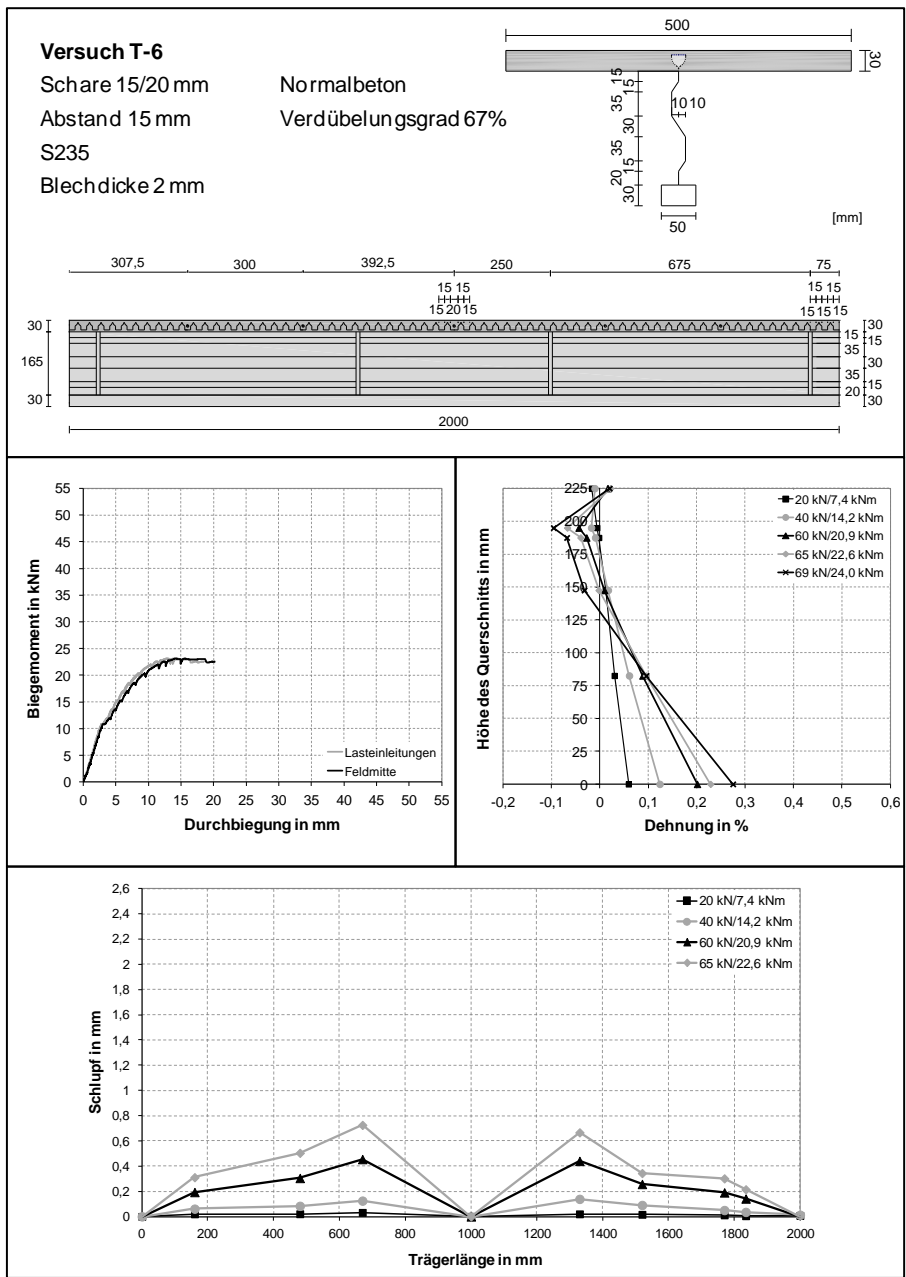 Versuch T-6
Schare 15/20 mm Normalbeton
Abstand 15 mm Verdübelungsgrad 67%
S235
Blechdicke 2 mm
500
30
15
35
10 10
30
35
15
20
30
50
[mm]
307,5 300 392,5 250 675 75
15 15 15 15
15 20 15 15 15 15
30 30
15
35
165 30
35
15
20
30 30
2000
55
50
45
40
35
30
25
20
15
10
5
0
0 5 10 15 20 25 30 35 40 45 50 55
Biegemoment in kNm
Durchbiegung in mm
Lasteinleitungen
Feldmitte
225
200
175
150
125
100
75
50
25
0
-0,2 -0,1 0 0,1 0,2 0,3 0,4 0,5 0,6
Höhe des Querschnitts in mm
Dehnung in %
20 kN/7,4 kNm
40 kN/14,2 kNm
60 kN/20,9 kNm
65 kN/22,6 kNm
69 kN/24,0 kNm
2,6
2,4
2,2
2
1,8
1,6
1,4
1,2
1
0,8
0,6
0,4
0,2
0
0 200 400 600 800 1000 1200 1400 1600 1800 2000
Schlupf in mm
Trägerlänge in mm
20 kN/7,4 kNm
40 kN/14,2 kNm
60 kN/20,9 kNm
65 kN/22,6 kNm